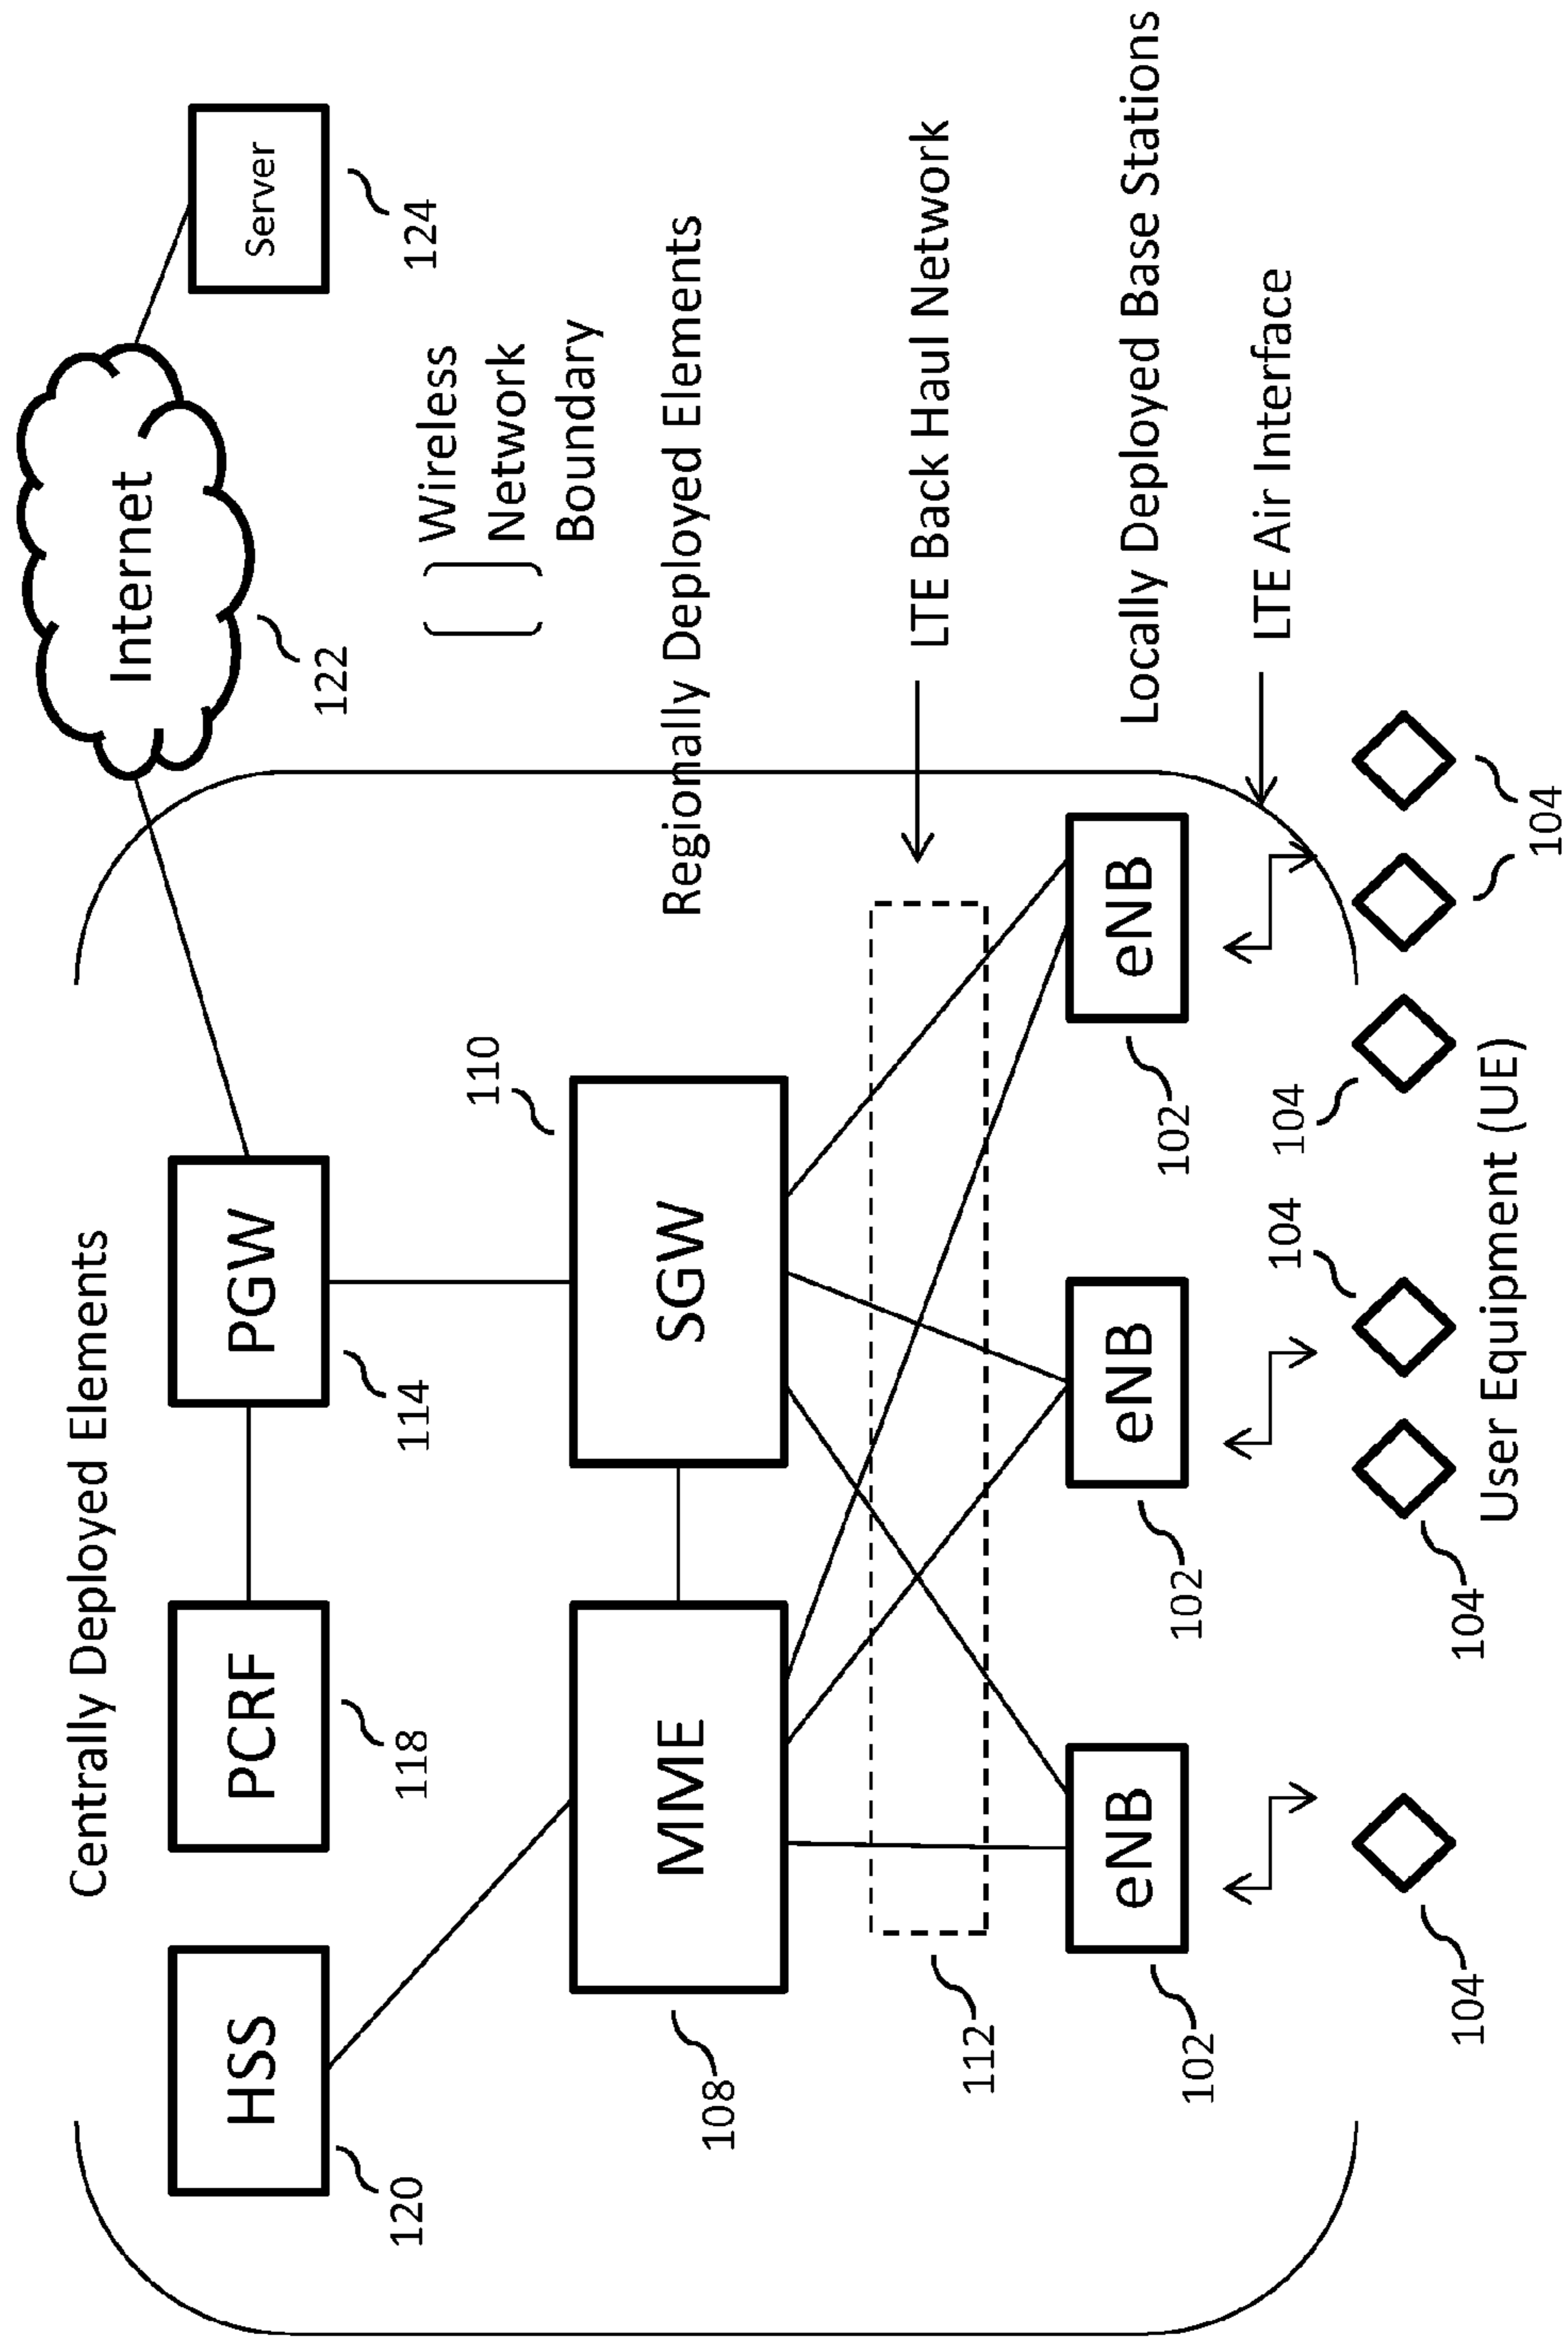 Centrally Deployed Elements
Internet
HSS
PCRF
PGW
Server
120
118
114
122
124
Wireless
Network
Boundary
110
MME
SGW
Regionally Deployed Elements
108
LTE Back Haul Network
112
eNB
eNB
eNB
Locally Deployed Base Stations
102
102
102
LTE Air Interface
104
104
104
104
104
User Equipment (UE)
104